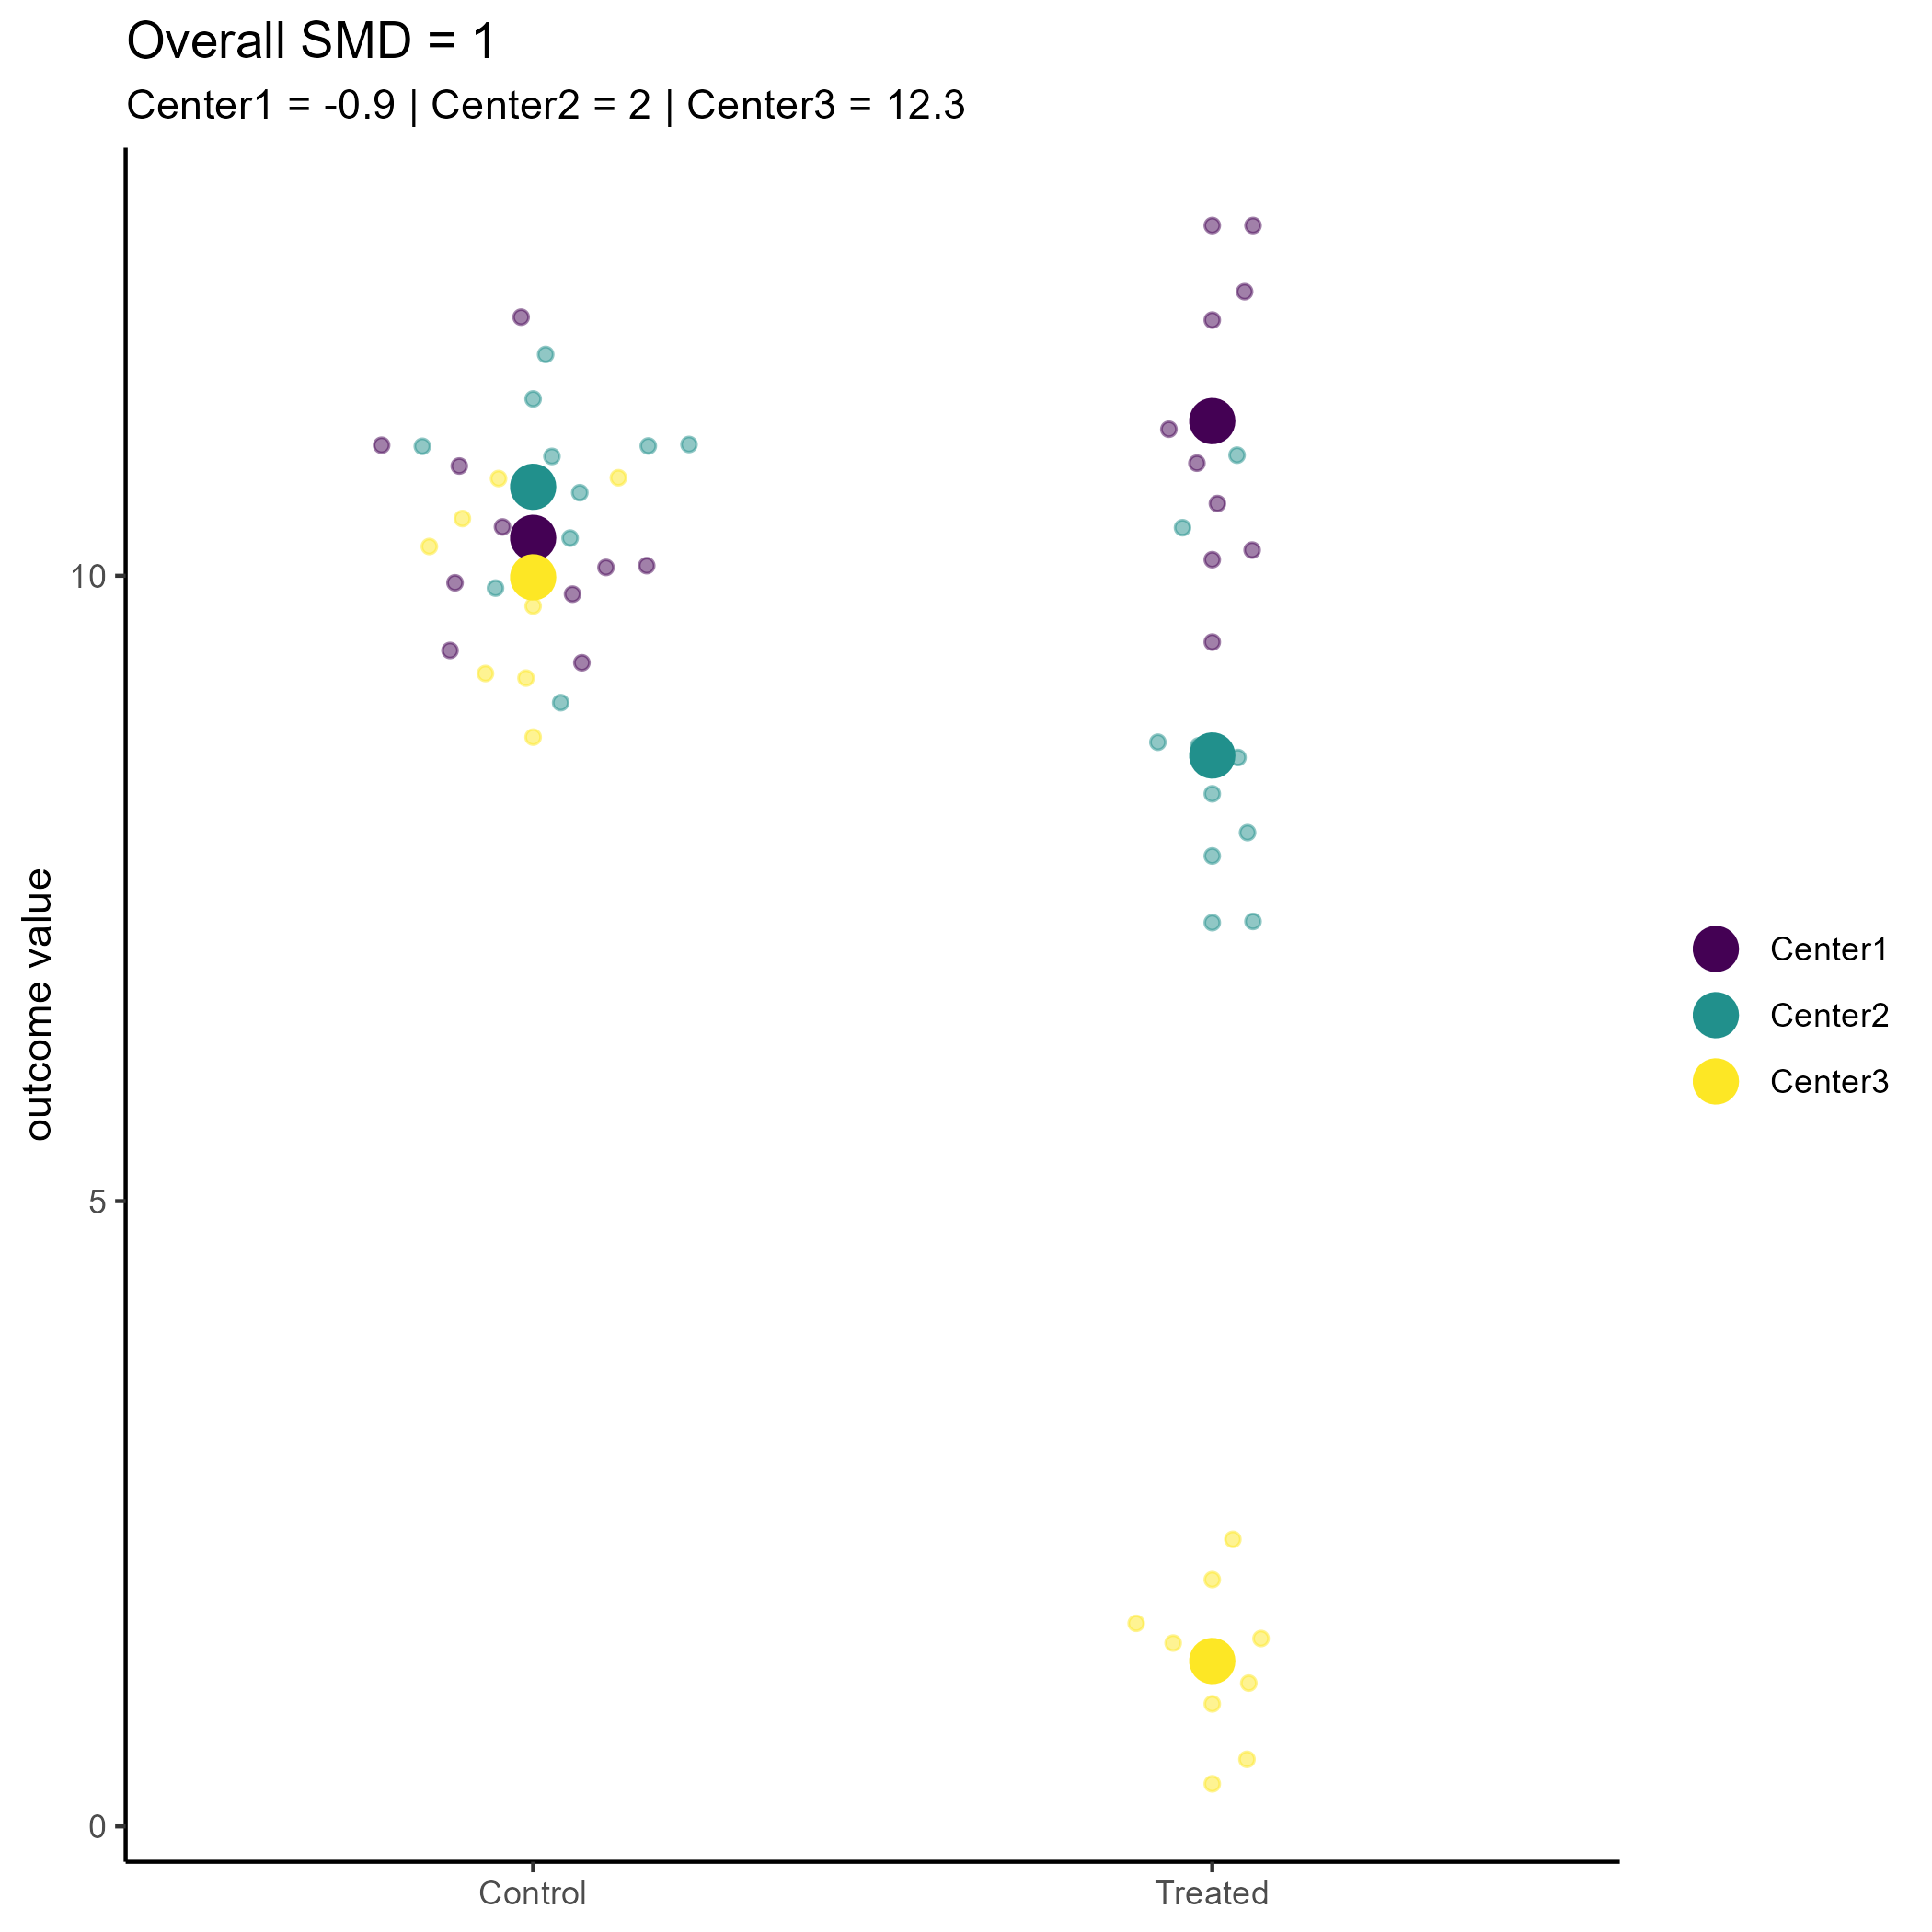 Overall SMD = 1
Center1 = -0.9 | Center2 = 2 | Center3 = 12.3
outcome value
10
5
0
Control
Treated
Center1
Center2
Center3